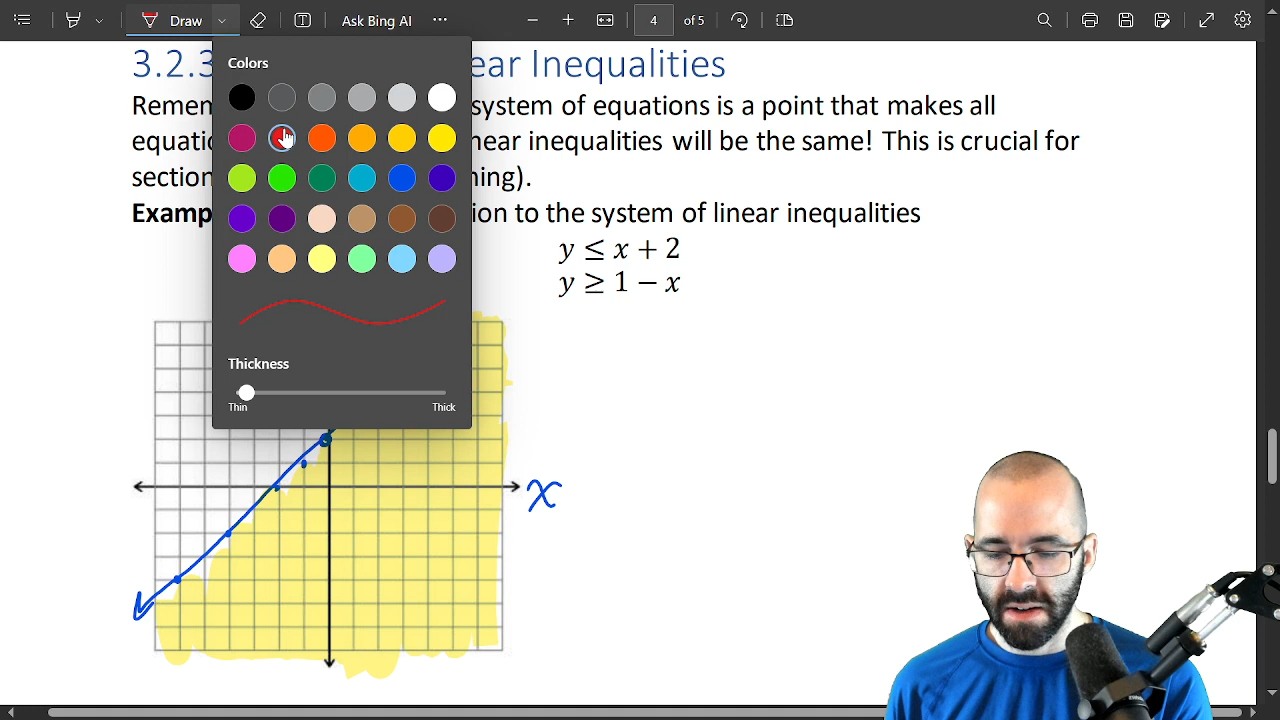 Draw Ask Bing AI ... 4 of 5
3.2.3 ear Inequalities
Colors
Remen system of equations is a point that makes all
equatio near inequalities will be the same! This is crucial for
section ning).
Examp ion to the system of linear inequalities
y ≤ x + 2
y ≥ 1 − x
Thickness
Thin Thick
x